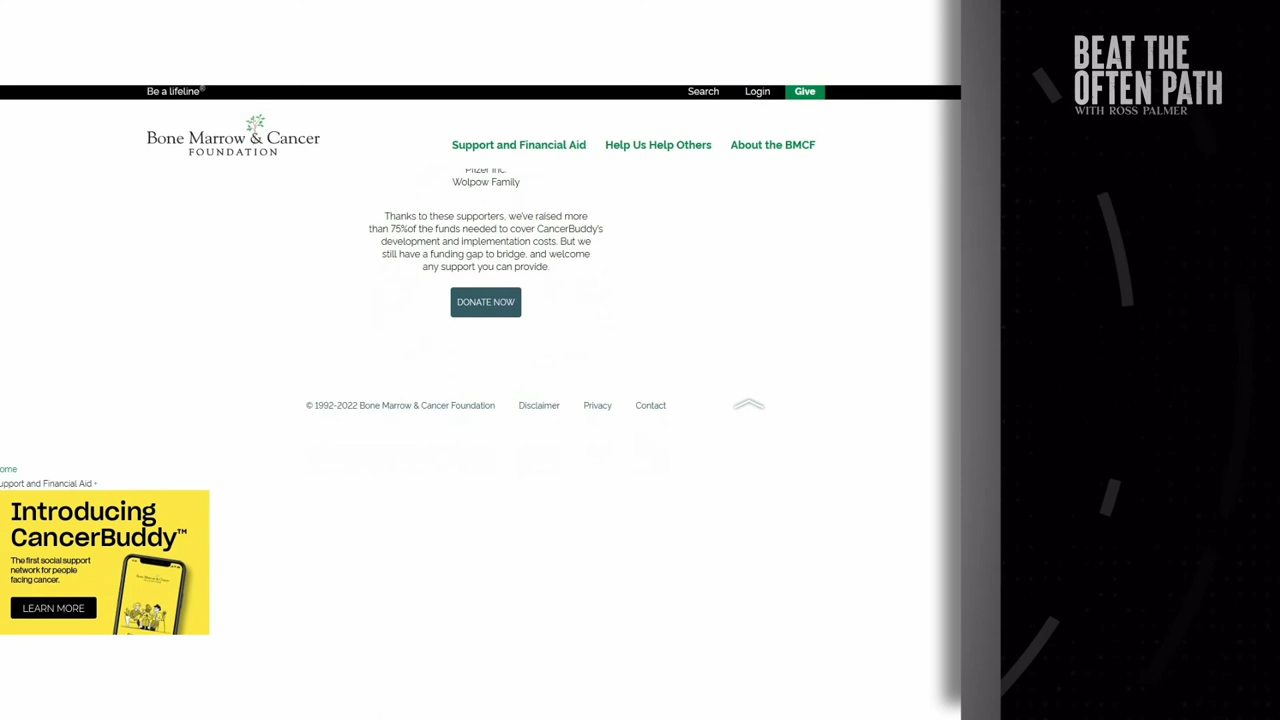 BEAT THE
OFTEN PATH
WITH ROSS PALMER
Be a lifeline®
Search
Login
Give
Bone Marrow & Cancer
FOUNDATION
Support and Financial Aid
Help Us Help Others
About the BMCF
Pfizer Inc.
Wolpow Family
Thanks to these supporters, we've raised more
than 75%of the funds needed to cover CancerBuddy's
development and implementation costs. But we
still have a funding gap to bridge, and welcome
any support you can provide.
DONATE NOW
© 1992-2022 Bone Marrow & Cancer Foundation
Disclaimer
Privacy
Contact
ome
upport and Financial Aid +
Introducing
CancerBuddy™
The first social support
network for people
facing cancer.
LEARN MORE